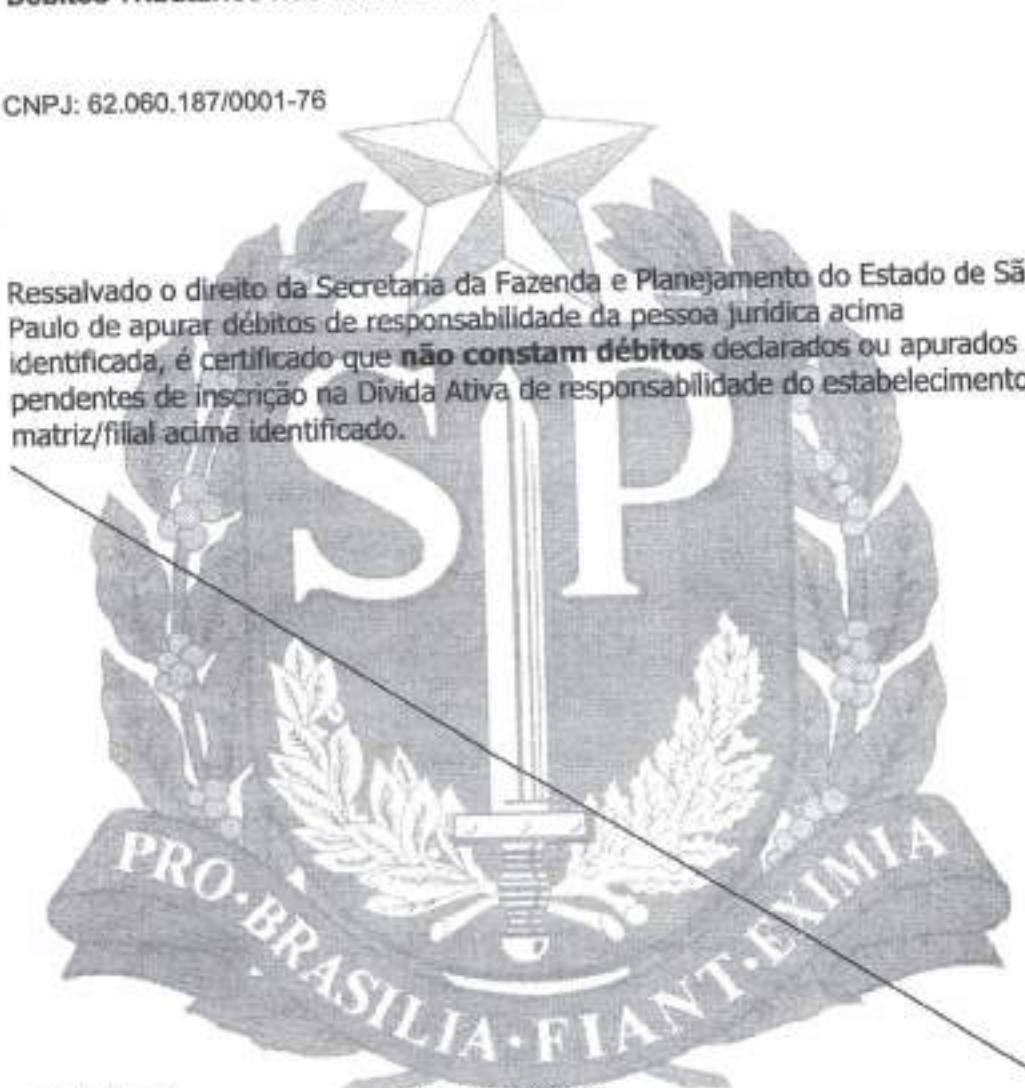 CNPJ: 62.060.187/0001-76
Ressalvado o direito da Secretaria da Fazenda e Planejamento do Estado de Sã
Paulo de apurar débitos de responsabilidade da pessoa jurídica acima
identificada, é certificado que não constam débitos declarados ou apurados
pendentes de inscrição na Dívida Ativa de responsabilidade do estabelecimento
matriz/filial acima identificado.
SP
PRO·BRASILIA·FIANT·EXIMIA